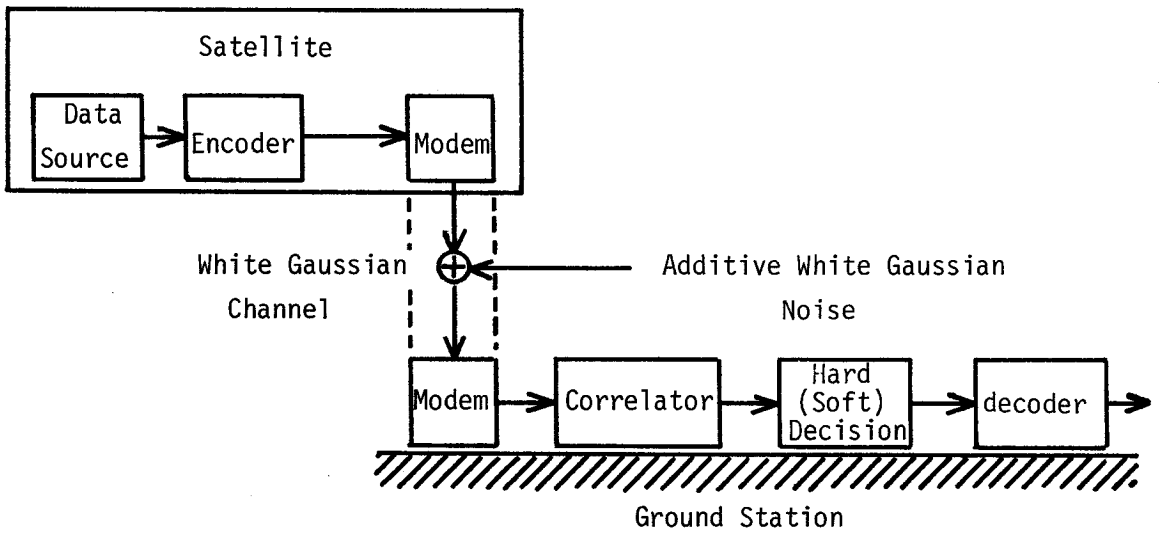 Satellite
Data
Source
Encoder
Modem
White Gaussian
Channel
Additive White Gaussian
Noise
Modem
Correlator
Hard
(Soft)
Decision
decoder
Ground Station